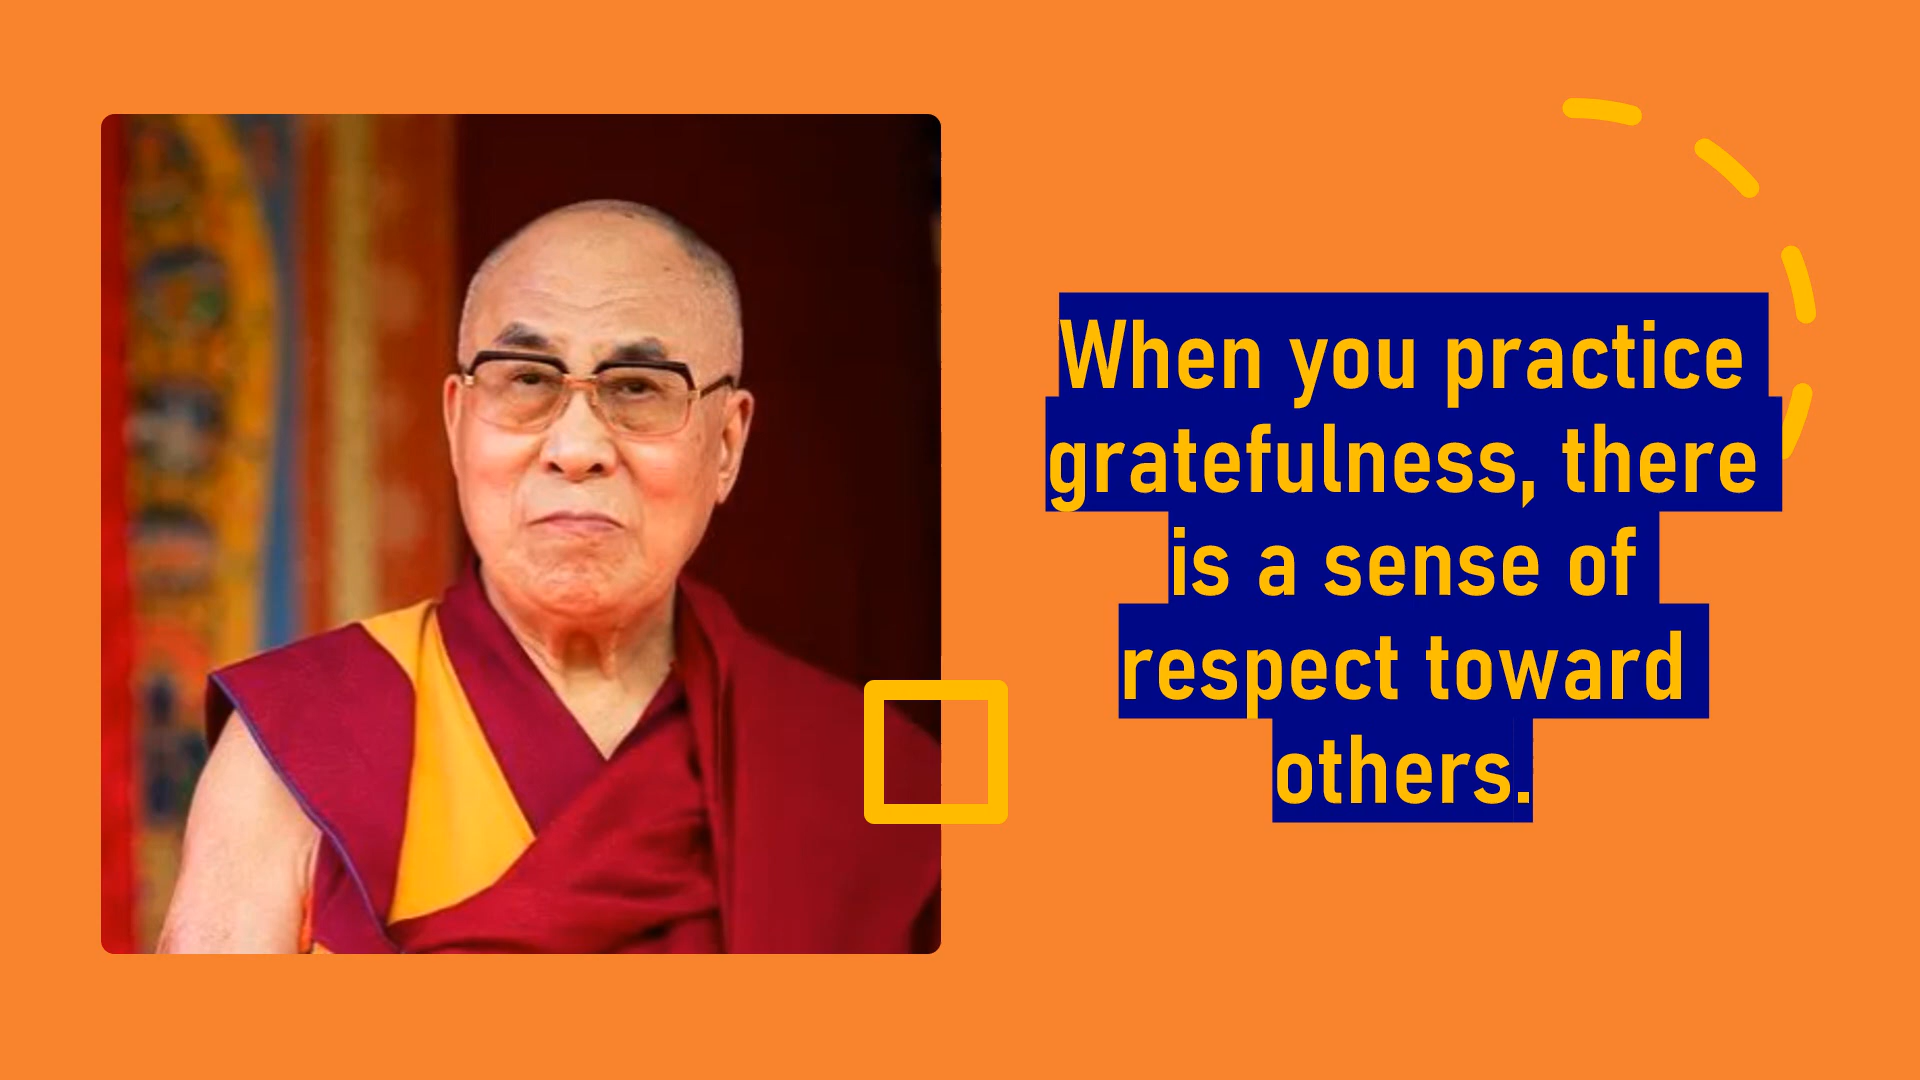 When you practice
gratefulness, there
is a sense of
respect toward
others.